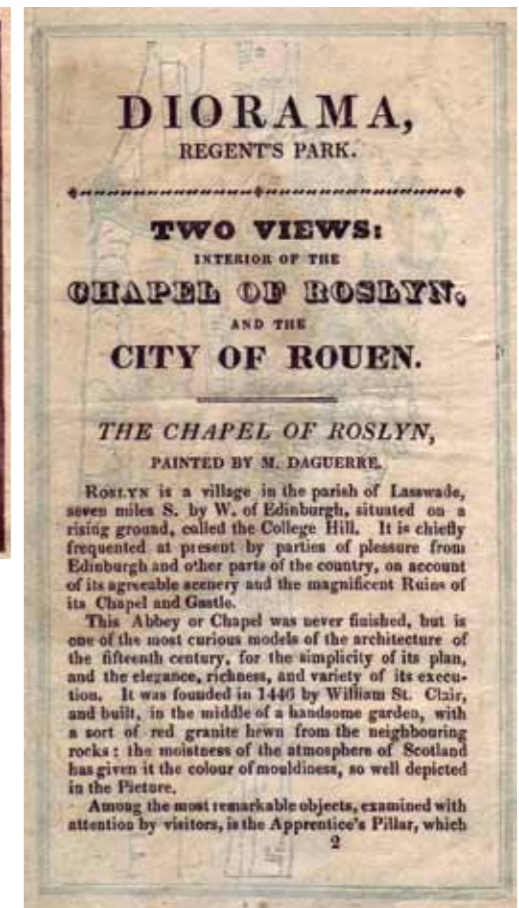 DIORAMA,
REGENT'S PARK.
TWO VIEWS:
INTERIOR OF THE
CHAPEL OF ROSLYN,
AND THE
CITY OF ROUEN.
THE CHAPEL OF ROSLYN,
PAINTED BY M. DAGUERRE.
ROSLYN is a village in the parish of Lasswade,
seven miles S. by W. of Edinburgh, situated on a
rising ground, called the College Hill. It is chiefly
frequented at present by parties of pleasure from
Edinburgh and other parts of the country, on account
of its agreeable scenery and the magnificent Ruins of
its Chapel and Castle.
This Abbey or Chapel was never finished, but is
one of the most curious models of the architecture of
the fifteenth century, for the simplicity of its plan,
and the elegance, richness, and variety of its execu-
tion. It was founded in 1446 by William St. Clair,
and built, in the middle of a handsome garden, with
a sort of red granite hewn from the neighbouring
rocks: the moistness of the atmosphere of Scotland
has given it the colour of mouldiness, so well depicted
in the Picture.
Among the most remarkable objects, examined with
attention by visitors, is the Apprentice's Pillar, which
2